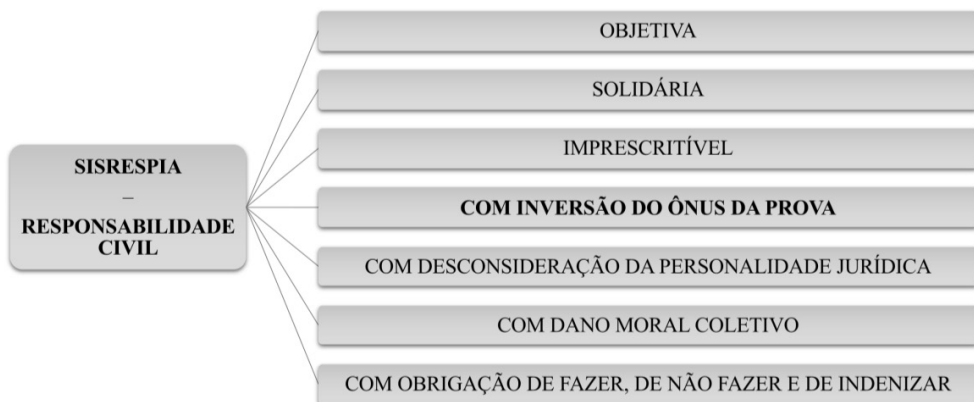 SISRESPIA
–
RESPONSABILIDADE
CIVIL
OBJETIVA
SOLIDÁRIA
IMPRESCRITÍVEL
COM INVERSÃO DO ÔNUS DA PROVA
COM DESCONSIDERAÇÃO DA PERSONALIDADE JURÍDICA
COM DANO MORAL COLETIVO
COM OBRIGAÇÃO DE FAZER, DE NÃO FAZER E DE INDENIZAR